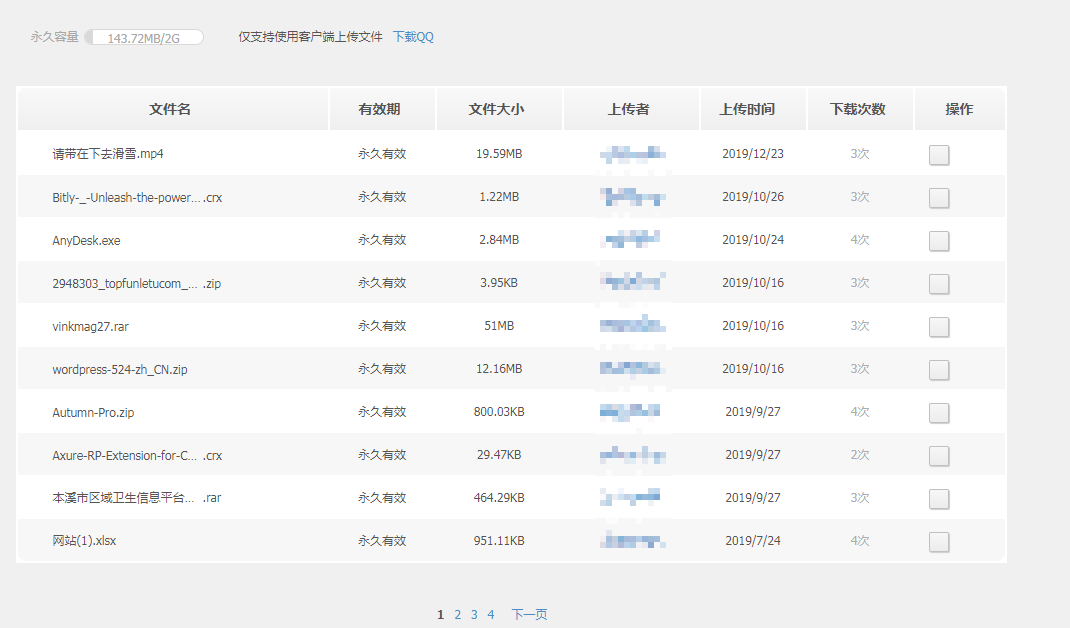 永久容量 143.72MB/2G 仅支持使用客户端上传文件 下载QQ
文件名 有效期 文件大小 上传者 上传时间 下载次数 操作
请带在下去滑雪.mp4 永久有效 19.59MB 2019/12/23 3次
Bitly-_-Unleash-the-power... .crx 永久有效 1.22MB 2019/10/26 3次
AnyDesk.exe 永久有效 2.84MB 2019/10/24 4次
2948303_topfunletucom_... .zip 永久有效 3.95KB 2019/10/16 3次
vinkmag27.rar 永久有效 51MB 2019/10/16 3次
wordpress-524-zh_CN.zip 永久有效 12.16MB 2019/10/16 3次
Autumn-Pro.zip 永久有效 800.03KB 2019/9/27 4次
Axure-RP-Extension-for-C... .crx 永久有效 29.47KB 2019/9/27 2次
本溪市区域卫生信息平台... .rar 永久有效 464.29KB 2019/9/27 3次
网站(1).xlsx 永久有效 951.11KB 2019/7/24 4次
1 2 3 4 下一页